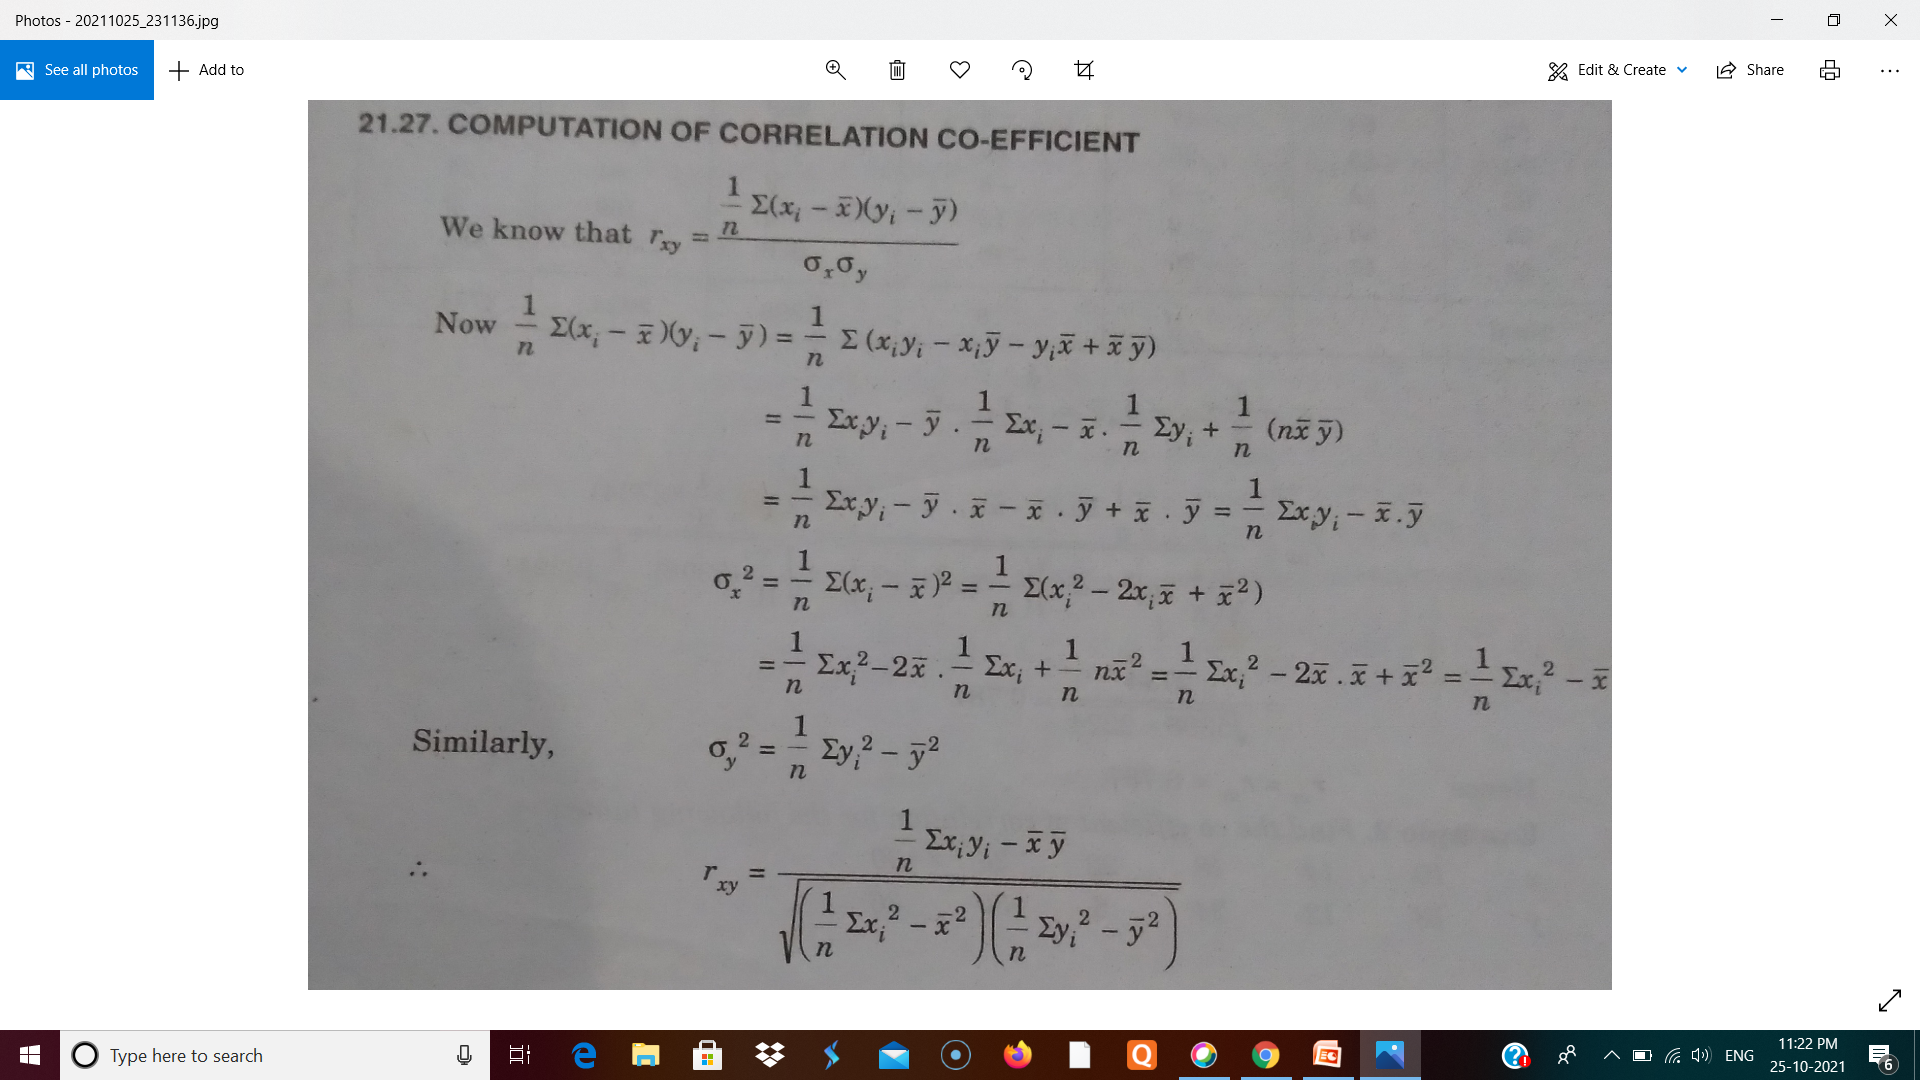 Photos - 20211025_231136.jpg
See all photos
Add to
Edit & Create
Share
21.27. COMPUTATION OF CORRELATION CO-EFFICIENT
We know that r_xy = (1/n Σ(x_i − x̄)(y_i − ȳ)) / (σ_x σ_y)
Now 1/n Σ(x_i − x̄)(y_i − ȳ) = 1/n Σ (x_i y_i − x_i ȳ − y_i x̄ + x̄ ȳ)
= 1/n Σx_i y_i − ȳ . 1/n Σx_i − x̄ . 1/n Σy_i + 1/n (n x̄ ȳ)
= 1/n Σx_i y_i − ȳ . x̄ − x̄ . ȳ + x̄ . ȳ = 1/n Σx_i y_i − x̄ . ȳ
σ_x² = 1/n Σ(x_i − x̄)² = 1/n Σ(x_i² − 2x_i x̄ + x̄²)
= 1/n Σx_i² − 2x̄ . 1/n Σx_i + 1/n n x̄² = 1/n Σx_i² − 2x̄ . x̄ + x̄² = 1/n Σx_i² − x̄
Similarly, σ_y² = 1/n Σy_i² − ȳ²
∴ r_xy = (1/n Σx_i y_i − x̄ ȳ) / √((1/n Σx_i² − x̄²)(1/n Σy_i² − ȳ²))
Type here to search
ENG
11:22 PM
25-10-2021
6